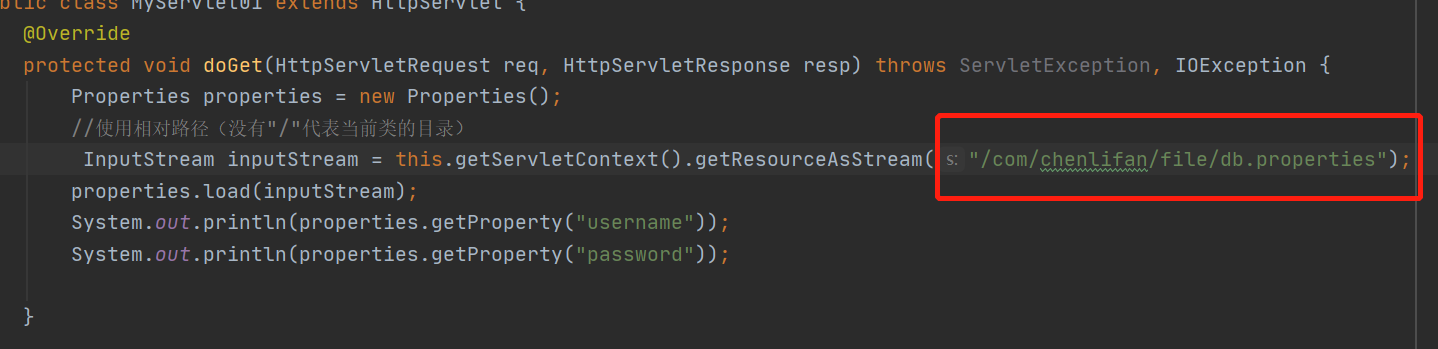 blic class MyServlet01 extends HttpServlet {
@Override
protected void doGet(HttpServletRequest req, HttpServletResponse resp) throws ServletException, IOException {
Properties properties = new Properties();
//使用相对路径（没有"/"代表当前类的目录）
InputStream inputStream = this.getServletContext().getResourceAsStream( s: "/com/chenlifan/file/db.properties");
properties.load(inputStream);
System.out.println(properties.getProperty("username"));
System.out.println(properties.getProperty("password"));
}